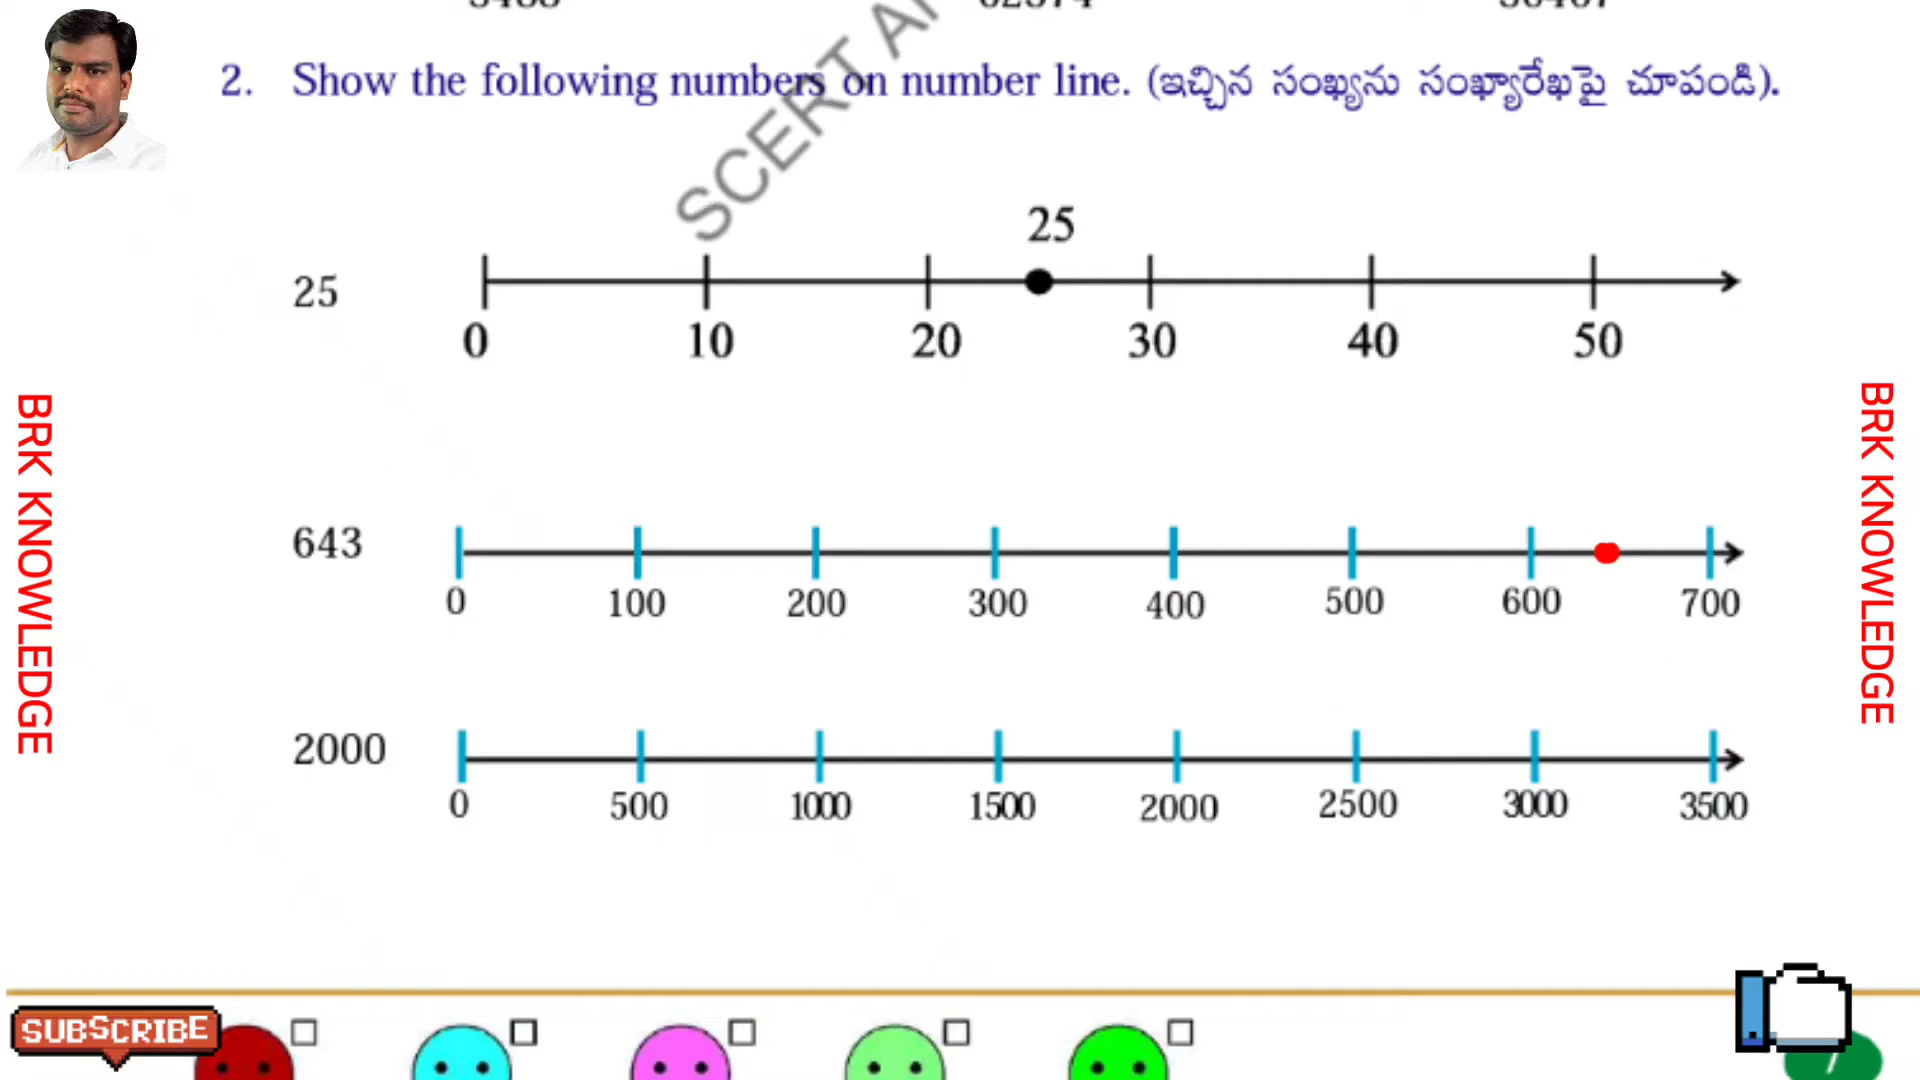 2. Show the following numbers on number line. (ఇచ్చిన సంఖ్యను సంఖ్యారేఖపై చూపండి).
SCERT
25
25
0 10 20 30 40 50
643
0 100 200 300 400 500 600 700
2000
0 500 1000 1500 2000 2500 3000 3500
BRK KNOWLEDGE
BRK KNOWLEDGE
SUBSCRIBE